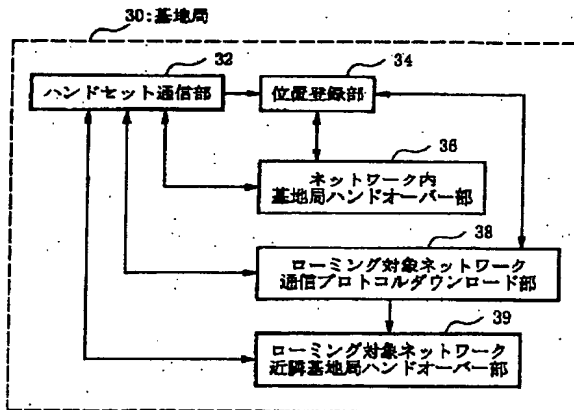 30:基地局
32
ハンドセット通信部
34
位置登録部
36
ネットワーク内
基地局ハンドオーバー部
38
ローミング対象ネットワーク
通信プロトコルダウンロード部
39
ローミング対象ネットワーク
近隣基地局ハンドオーバー部